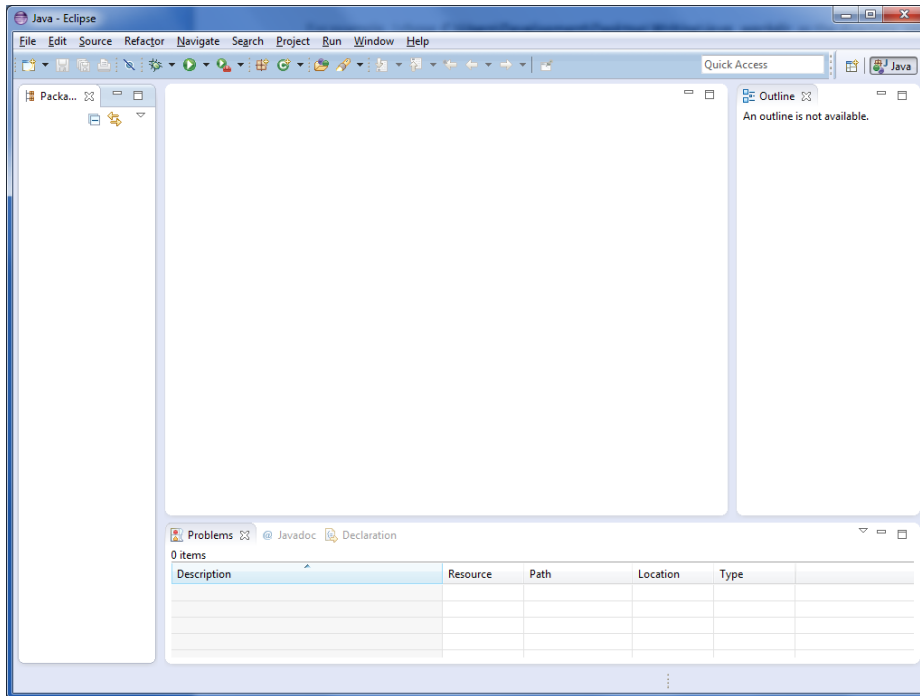 Java - Eclipse
File Edit Source Refactor Navigate Search Project Run Window Help
Quick Access
Java
Packa...
Outline
An outline is not available.
Problems @ Javadoc Declaration
0 items
Description Resource Path Location Type